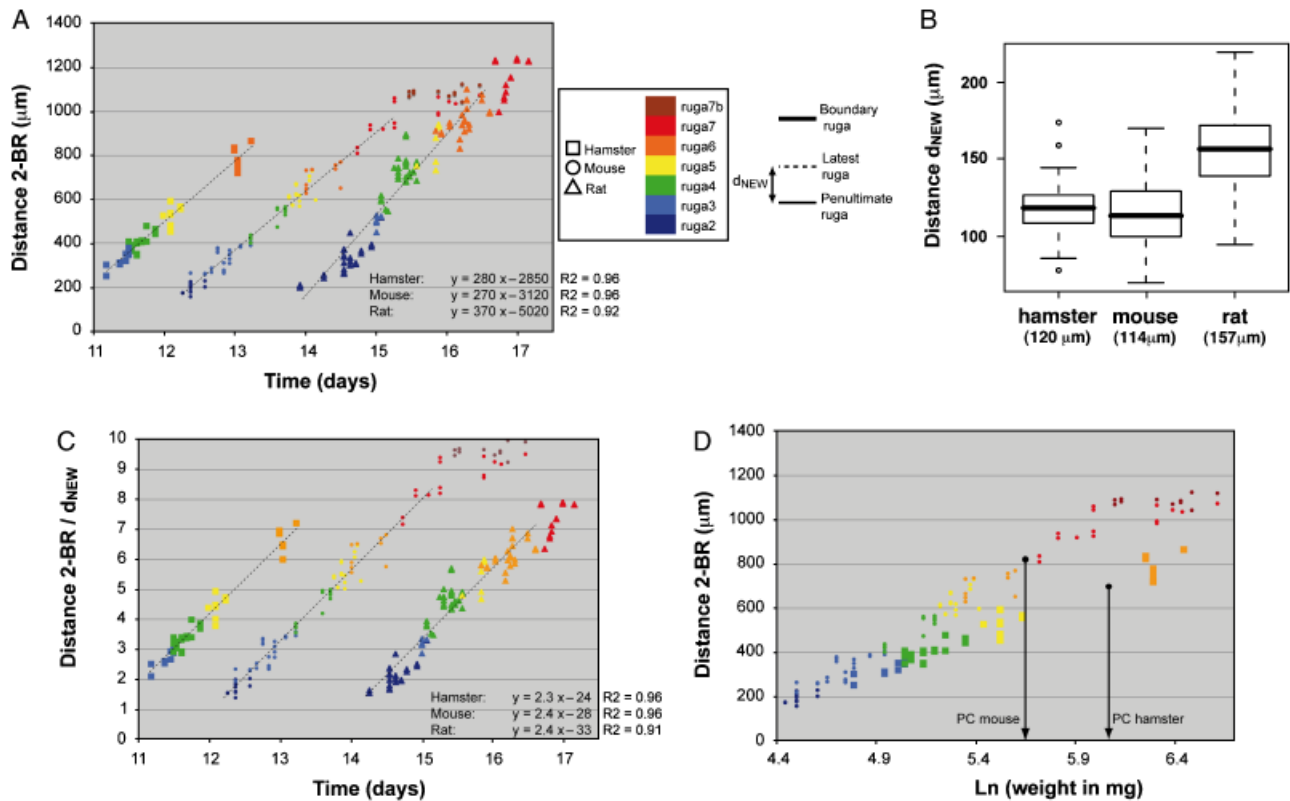 A
Distance 2-BR (μm)
1400
1200
1000
800
600
400
200
0
11 12 13 14 15 16 17
Time (days)
Hamster: y = 280 x – 2850 R2 = 0.96
Mouse: y = 270 x – 3120 R2 = 0.96
Rat: y = 370 x – 5020 R2 = 0.92
Hamster
Mouse
Rat
ruga7b
ruga7
ruga6
ruga5
ruga4
ruga3
ruga2
Boundary ruga
Latest ruga
dNEW
Penultimate ruga
B
Distance dNEW (μm)
200
150
100
hamster mouse rat
(120 μm) (114μm) (157μm)
C
Distance 2-BR / dNEW
10
9
8
7
6
5
4
3
2
1
0
11 12 13 14 15 16 17
Time (days)
Hamster: y = 2.3 x – 24 R2 = 0.96
Mouse: y = 2.4 x – 28 R2 = 0.96
Rat: y = 2.4 x – 33 R2 = 0.91
D
Distance 2-BR (μm)
1400
1200
1000
800
600
400
200
0
PC mouse
PC hamster
4.4 4.9 5.4 5.9 6.4
Ln (weight in mg)